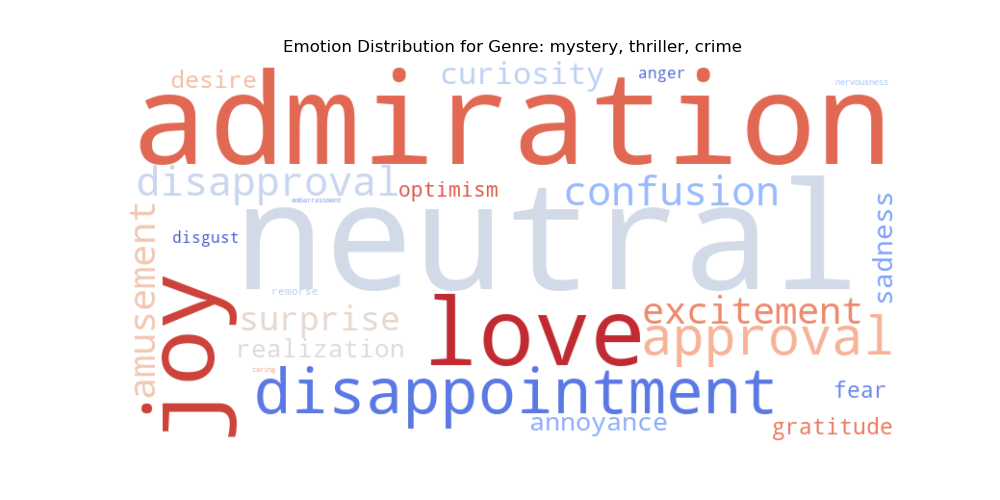 Emotion Distribution for Genre: mystery, thriller, crime
desire
curiosity
anger
nervousness
admiration
disapproval
optimism
confusion
embarrassment
neutral
sadness
amusement
disgust
joy
remorse
love
excitement
surprise
approval
realization
caring
disappointment
fear
annoyance
gratitude